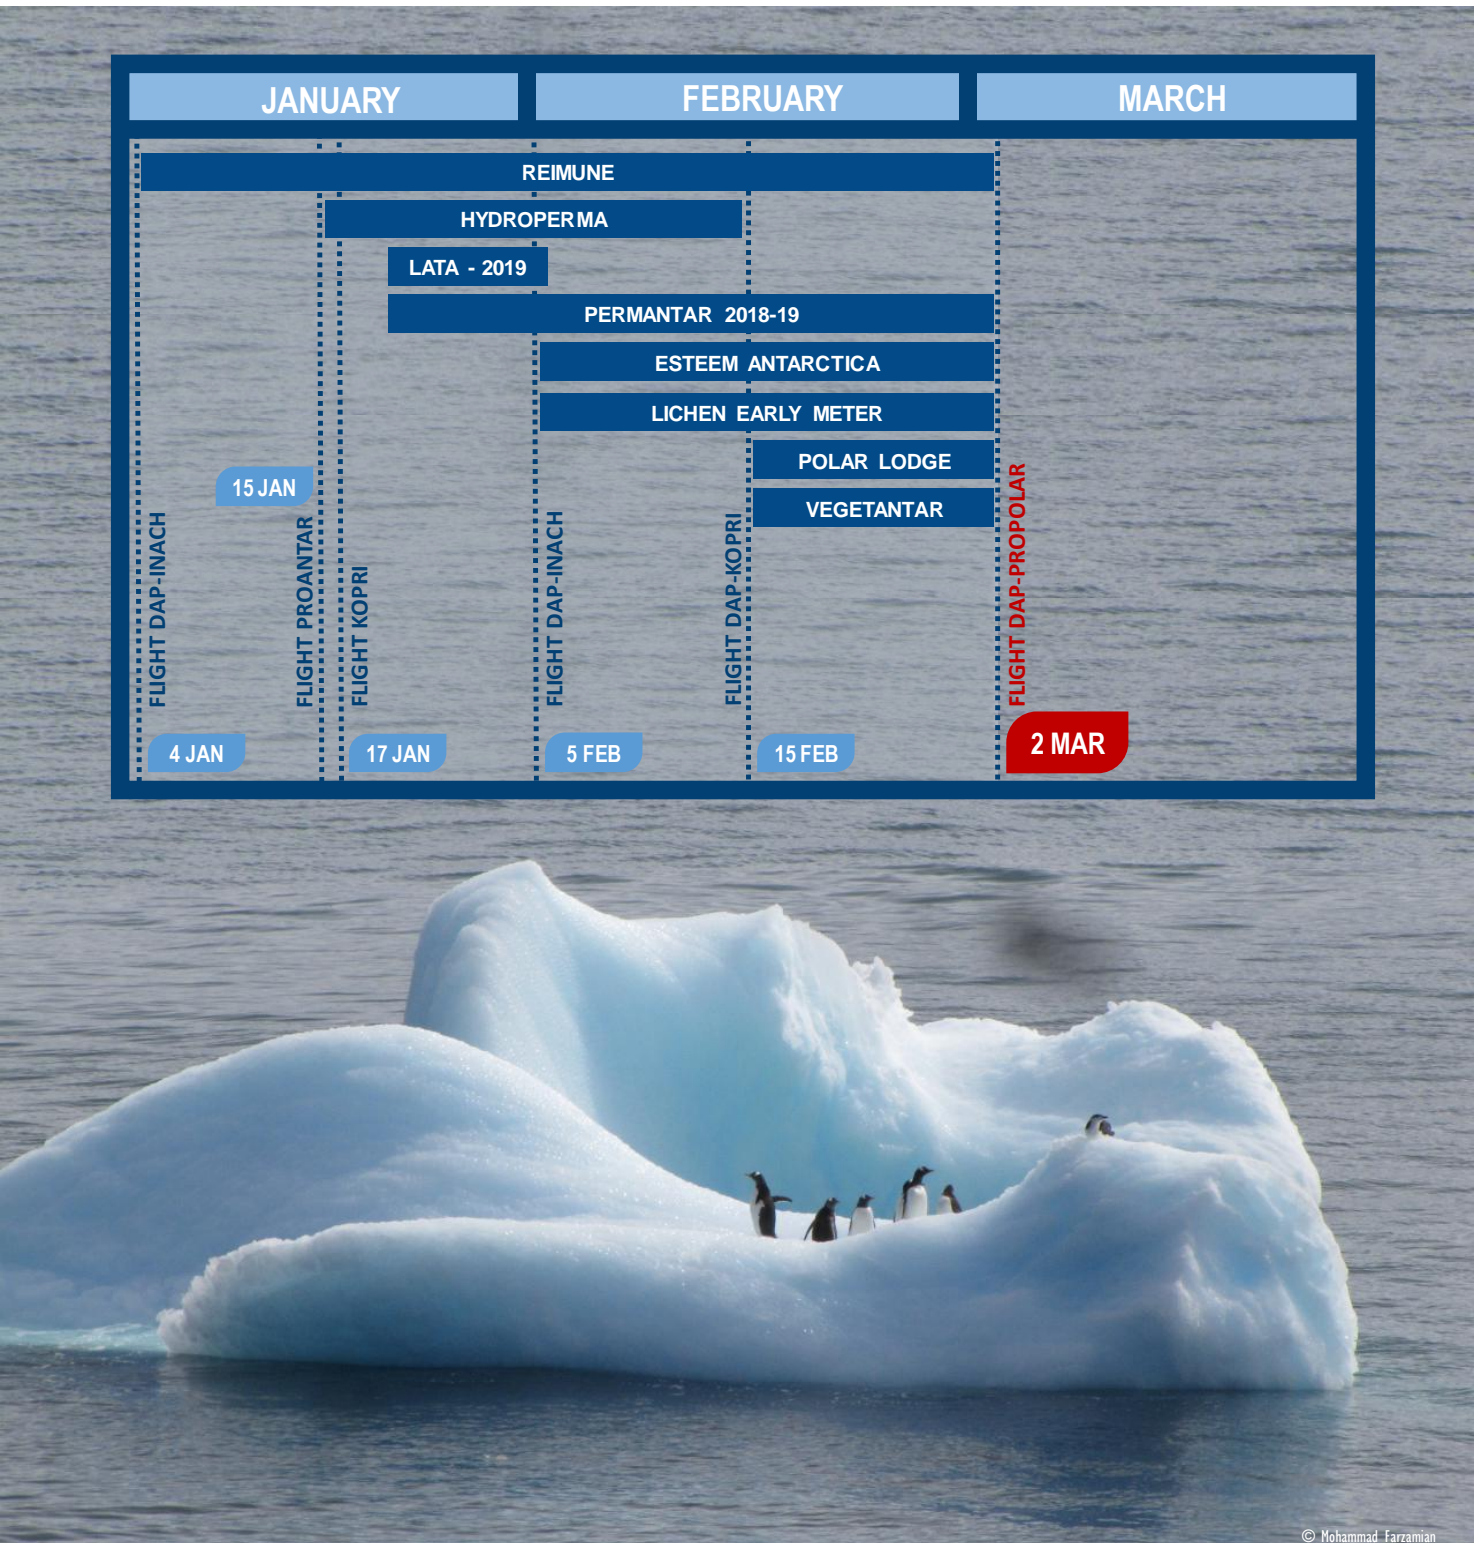 JANUARY
FEBRUARY
MARCH
REIMUNE
HYDROPERMA
LATA - 2019
PERMANTAR 2018-19
ESTEEM ANTARCTICA
LICHEN EARLY METER
POLAR LODGE
VEGETANTAR
15 JAN
FLIGHT DAP-INACH
FLIGHT PROANTAR
FLIGHT KOPRI
FLIGHT DAP-INACH
FLIGHT DAP-KOPRI
FLIGHT DAP-PROPOLAR
4 JAN
17 JAN
5 FEB
15 FEB
2 MAR
© Mohammad Farzamian